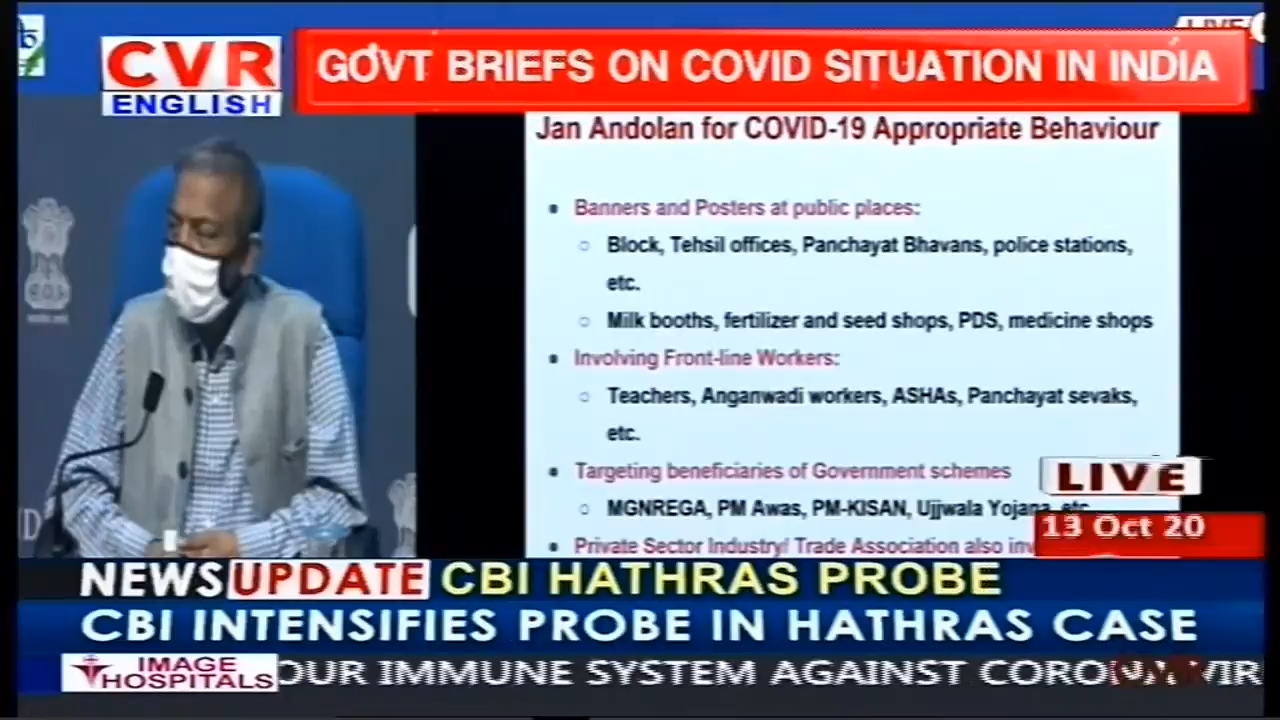 LIVE
CVR
ENGLISH
GOVT BRIEFS ON COVID SITUATION IN INDIA
Jan Andolan for COVID-19 Appropriate Behaviour
• Banners and Posters at public places:
○ Block, Tehsil offices, Panchayat Bhavans, police stations,
etc.
○ Milk booths, fertilizer and seed shops, PDS, medicine shops
• Involving Front-line Workers:
○ Teachers, Anganwadi workers, ASHAs, Panchayat sevaks,
etc.
• Targeting beneficiaries of Government schemes
○ MGNREGA, PM Awas, PM-KISAN, Ujjwala Yojana, etc
• Private Sector Industry/ Trade Association also inv
LIVE
13 Oct 20
NEWS UPDATE CBI HATHRAS PROBE
CBI INTENSIFIES PROBE IN HATHRAS CASE
IMAGE
HOSPITALS
OUR IMMUNE SYSTEM AGAINST CORONA VIR